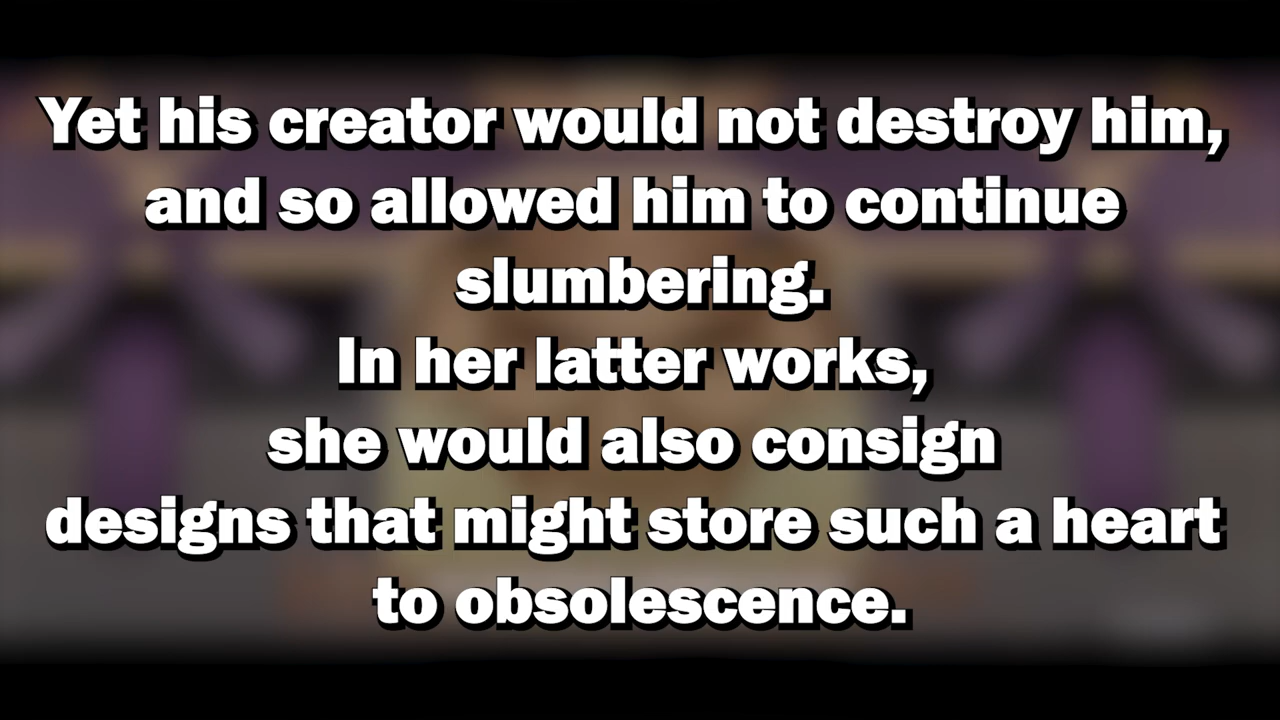 Yet his creator would not destroy him,
and so allowed him to continue
slumbering.
In her latter works,
she would also consign
designs that might store such a heart
to obsolescence.